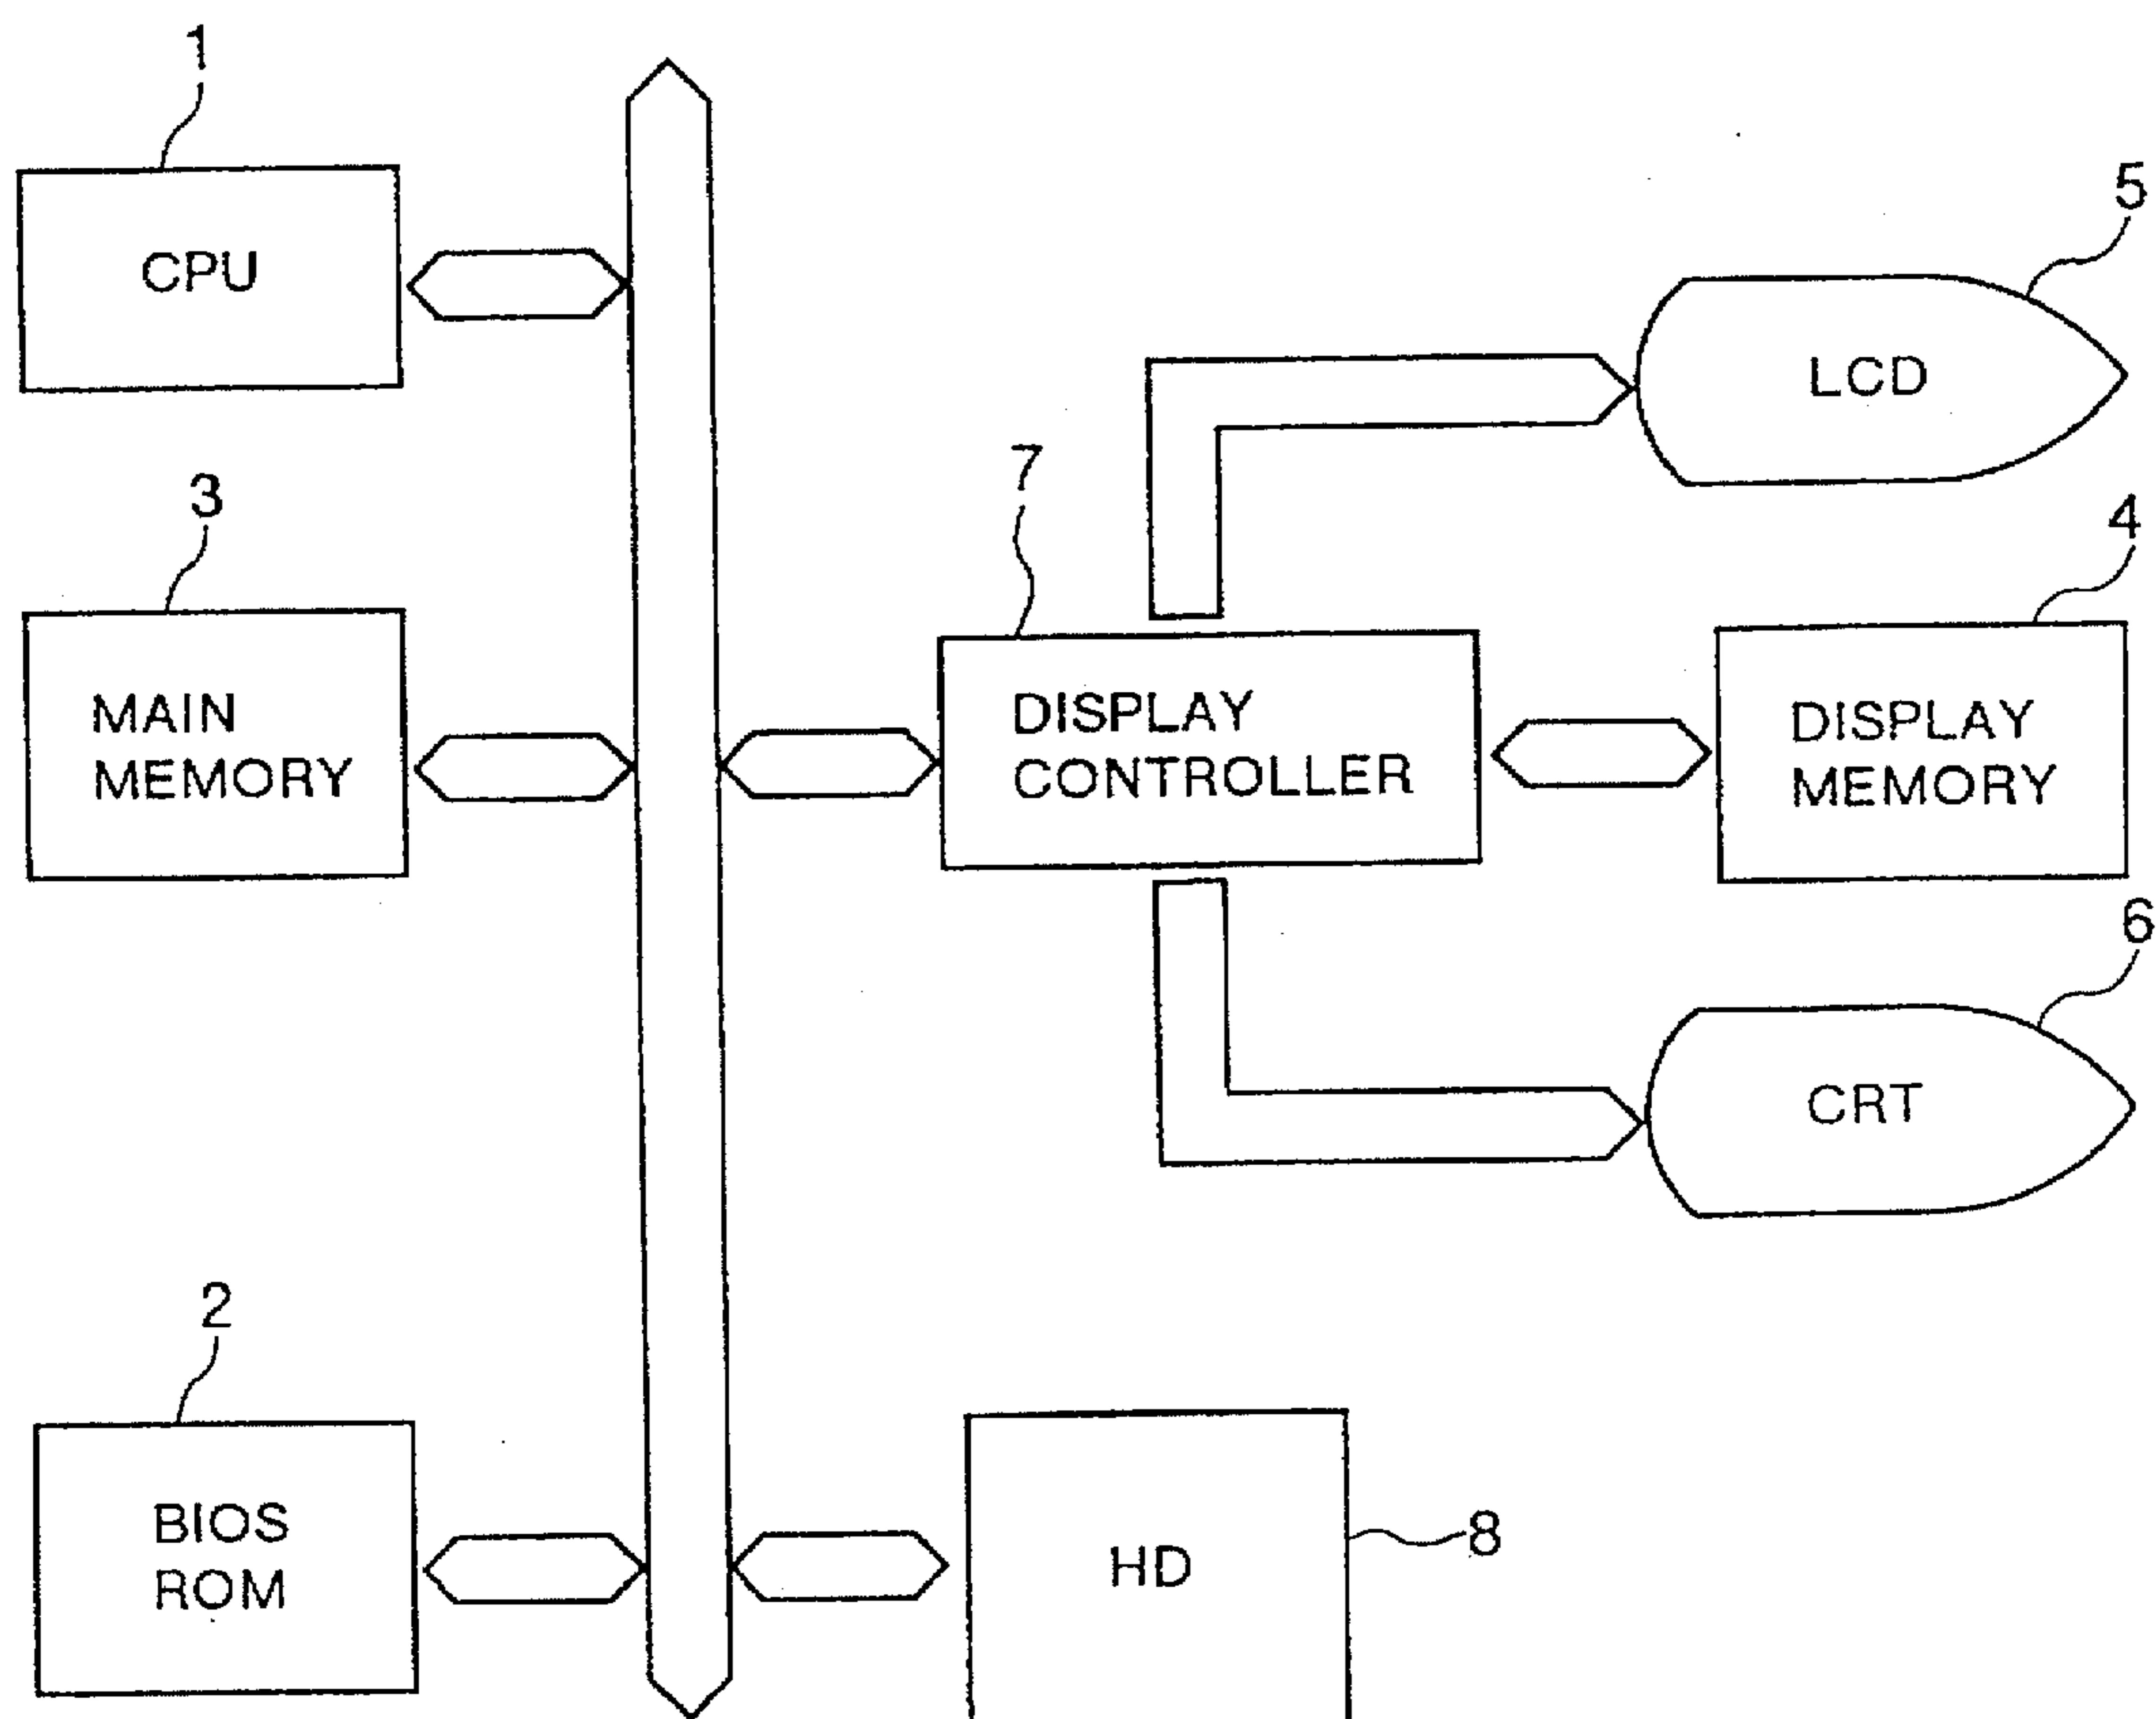 1
CPU
5
LCD
3
MAIN
MEMORY
7
DISPLAY
CONTROLLER
4
DISPLAY
MEMORY
6
CRT
2
BIOS
ROM
HD
8